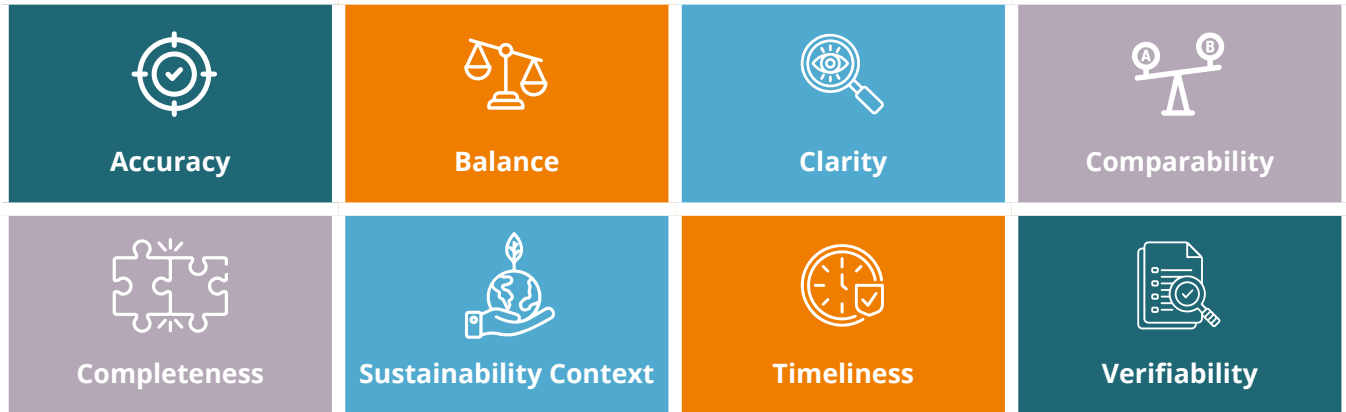 Accuracy
Balance
Clarity
A
B
Comparability
Completeness
Sustainability Context
Timeliness
Verifiability